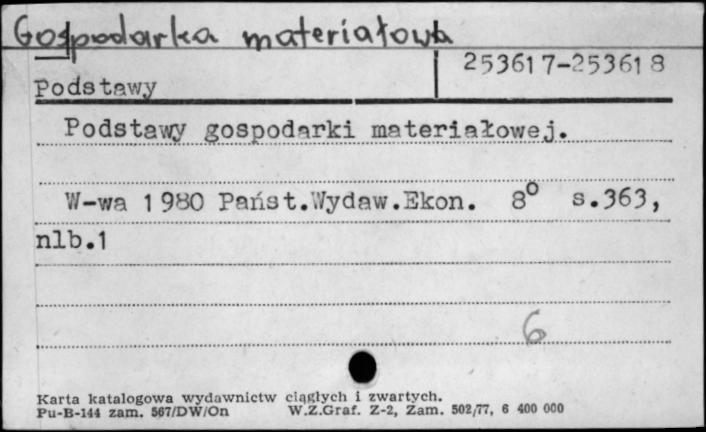 Gospodarka materiałowa
253617-253618
Podstawy
Podstawy gospodarki materiałowej.
W-wa 1980 Państ.Wydaw.Ekon. 8° s.363,
nlb.1
6
Karta katalogowa wydawnictw ciągłych i zwartych.
Pu-B-144 zam. 567/DW/On W.Z.Graf. Z-2, Zam. 502/77, 6 400 000